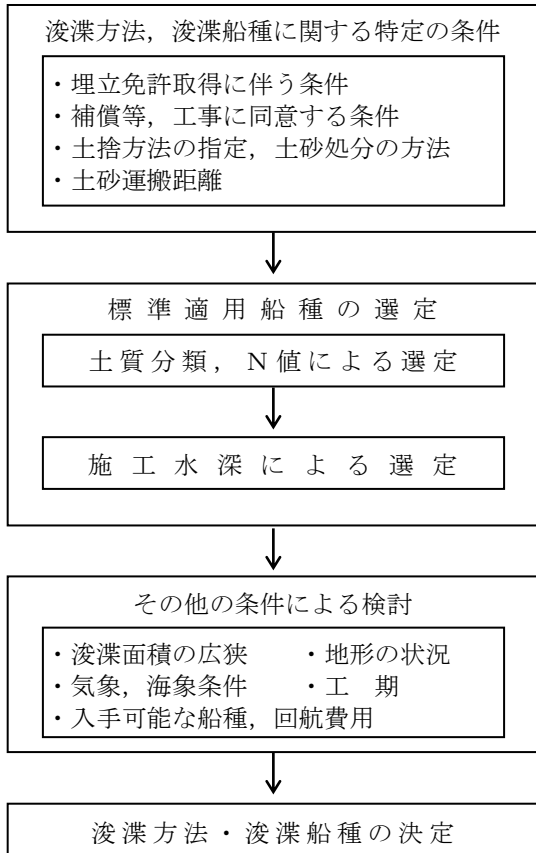 浚渫方法，浚渫船種に関する特定の条件
・埋立免許取得に伴う条件
・補償等，工事に同意する条件
・土捨方法の指定，土砂処分の方法
・土砂運搬距離
標準適用船種の選定
土質分類，N値による選定
施工水深による選定
その他の条件による検討
・浚渫面積の広狭　・地形の状況
・気象，海象条件　・工　期
・入手可能な船種，回航費用
浚渫方法・浚渫船種の決定